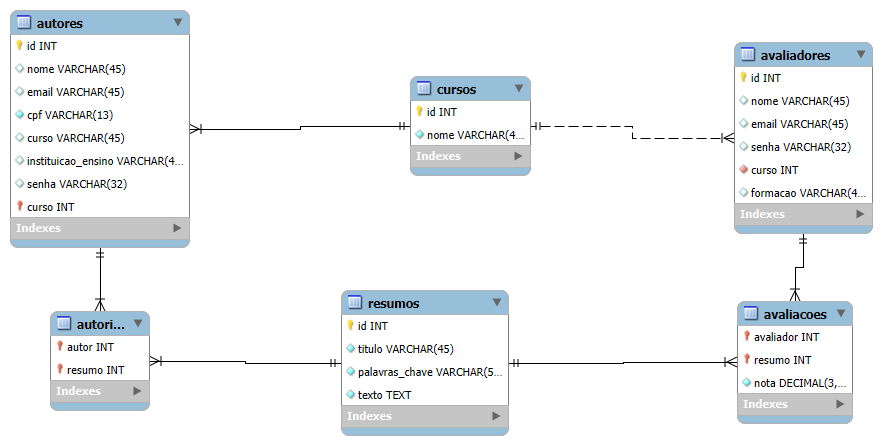 autores
id INT
nome VARCHAR(45)
email VARCHAR(45)
cpf VARCHAR(13)
curso VARCHAR(45)
instituicao_ensino VARCHAR(4...
senha VARCHAR(32)
curso INT
Indexes
cursos
id INT
nome VARCHAR(4...
Indexes
avaliadores
id INT
nome VARCHAR(45)
email VARCHAR(45)
senha VARCHAR(32)
curso INT
formacao VARCHAR(4...
Indexes
autori...
autor INT
resumo INT
Indexes
resumos
id INT
titulo VARCHAR(45)
palavras_chave VARCHAR(5...
texto TEXT
Indexes
avaliacoes
avaliador INT
resumo INT
nota DECIMAL(3,...
Indexes